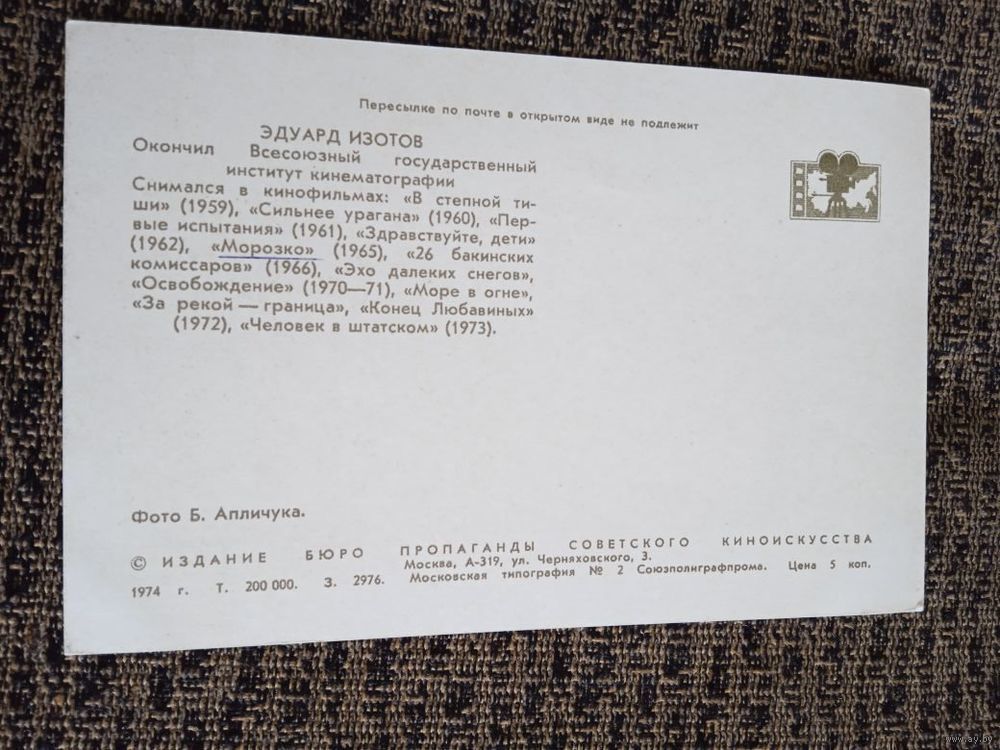 Пересылке по почте в открытом виде не подлежит
ЭДУАРД ИЗОТОВ
Окончил Всесоюзный государственный
институт кинематографии
Снимался в кинофильмах: «В степной ти-
ши» (1959), «Сильнее урагана» (1960), «Пер-
вые испытания» (1961), «Здравствуйте, дети»
(1962), «Морозко» (1965), «26 бакинских
комиссаров» (1966), «Эхо далеких снегов»,
«Освобождение» (1970—71), «Море в огне»,
«За рекой — граница», «Конец Любавиных»
(1972), «Человек в штатском» (1973).
Фото Б. Апличука.
© ИЗДАНИЕ БЮРО ПРОПАГАНДЫ СОВЕТСКОГО КИНОИСКУССТВА
Москва, А-319, ул. Черняховского, 3.
1974 г. Т. 200 000. З. 2976. Московская типография № 2 Союзполиграфпрома. Цена 5 коп.
www.ay.by